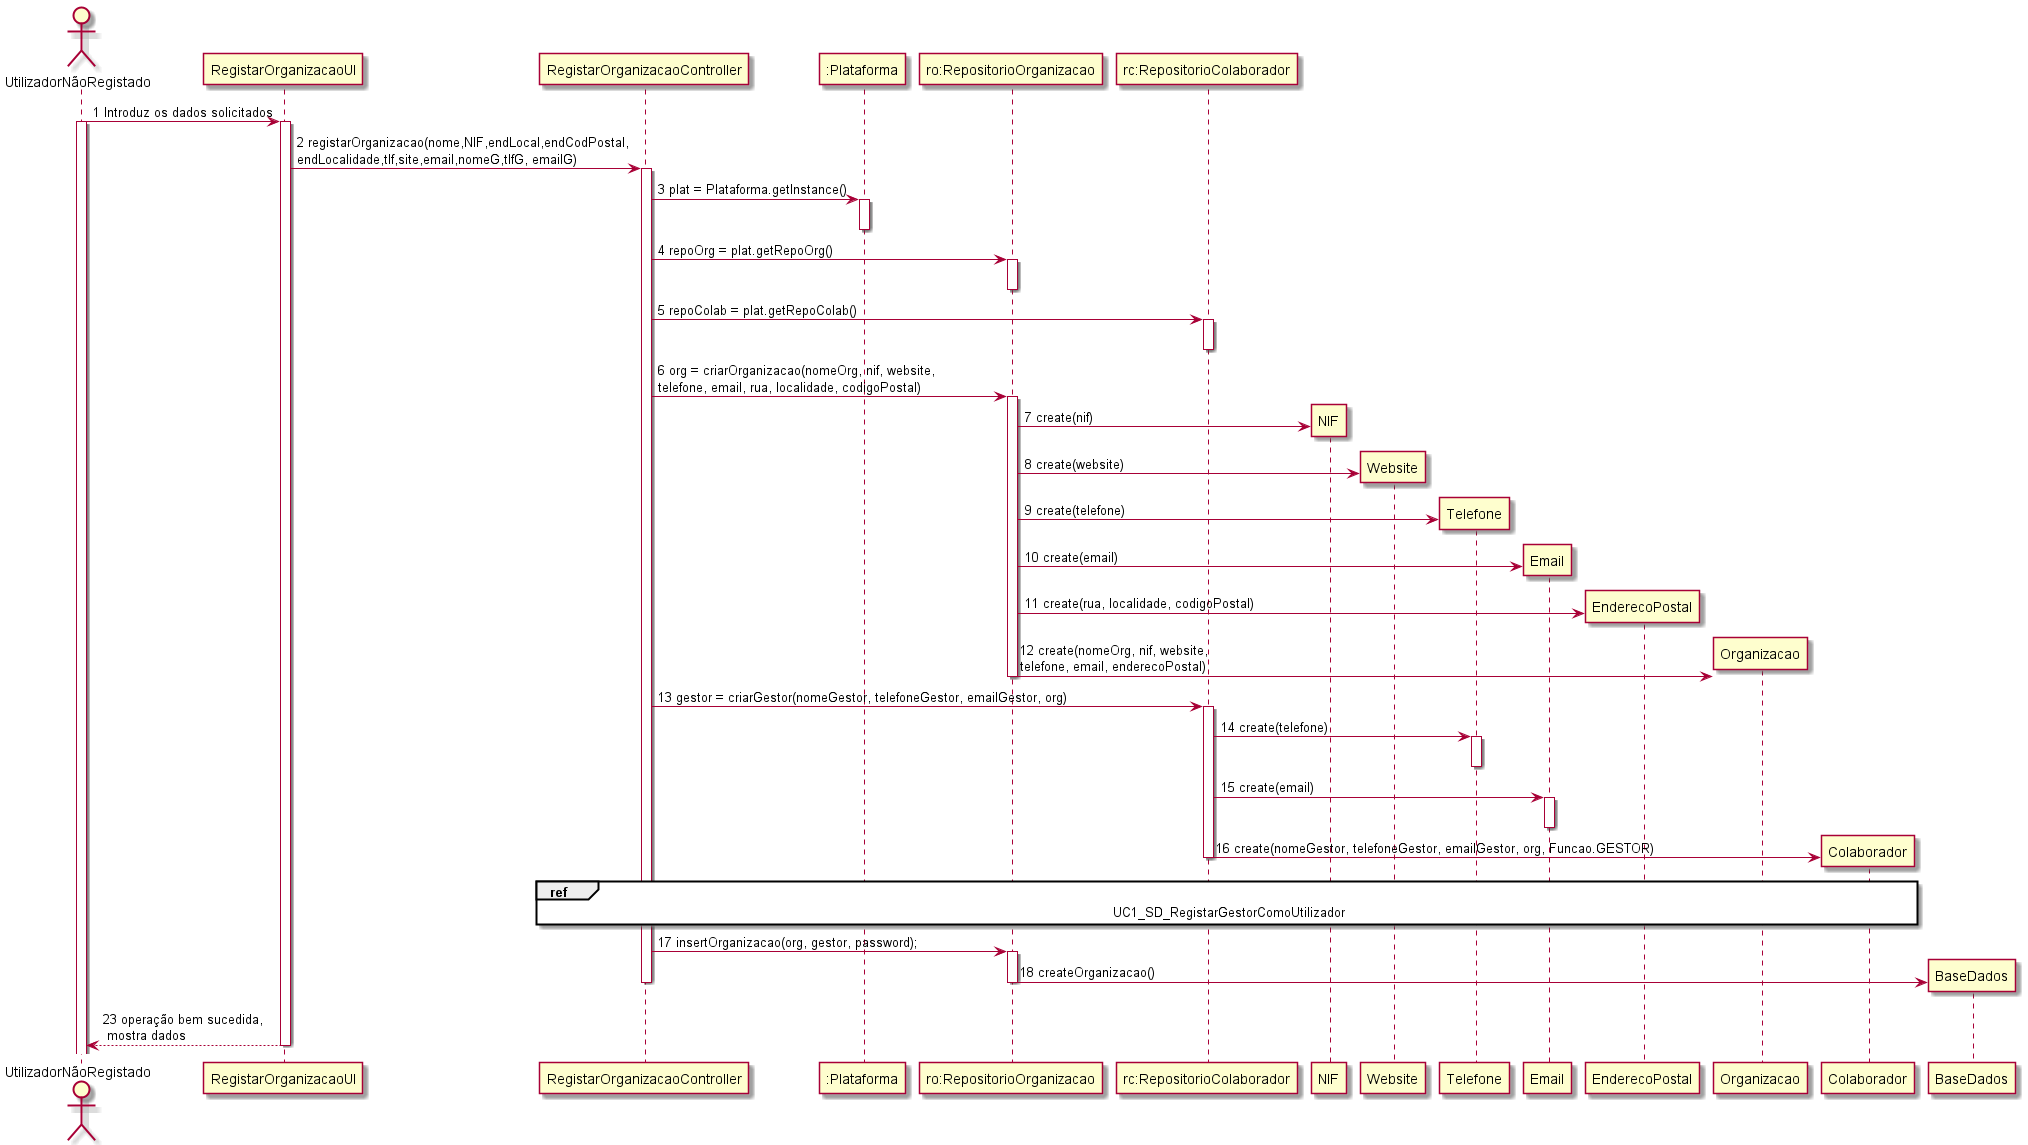 UtilizadorNãoRegistado
RegistarOrganizacaoUI
RegistarOrganizacaoController
:Plataforma
ro:RepositorioOrganizacao
rc:RepositorioColaborador
1 Introduz os dados solicitados
2 registarOrganizacao(nome,NIF,endLocal,endCodPostal,
endLocalidade,tlf,site,email,nomeG,tlfG, emailG)
3 plat = Plataforma.getInstance()
4 repoOrg = plat.getRepoOrg()
5 repoColab = plat.getRepoColab()
6 org = criarOrganizacao(nomeOrg, nif, website,
telefone, email, rua, localidade, codigoPostal)
7 create(nif)
NIF
8 create(website)
Website
9 create(telefone)
Telefone
10 create(email)
Email
11 create(rua, localidade, codigoPostal)
EnderecoPostal
12 create(nomeOrg, nif, website,
telefone, email, enderecoPostal)
Organizacao
13 gestor = criarGestor(nomeGestor, telefoneGestor, emailGestor, org)
14 create(telefone)
15 create(email)
16 create(nomeGestor, telefoneGestor, emailGestor, org, Funcao.GESTOR)
Colaborador
ref
UC1_SD_RegistarGestorComoUtilizador
17 insertOrganizacao(org, gestor, password);
18 createOrganizacao()
BaseDados
23 operação bem sucedida,
mostra dados
UtilizadorNãoRegistado
RegistarOrganizacaoUI
RegistarOrganizacaoController
:Plataforma
ro:RepositorioOrganizacao
rc:RepositorioColaborador
NIF
Website
Telefone
Email
EnderecoPostal
Organizacao
Colaborador
BaseDados